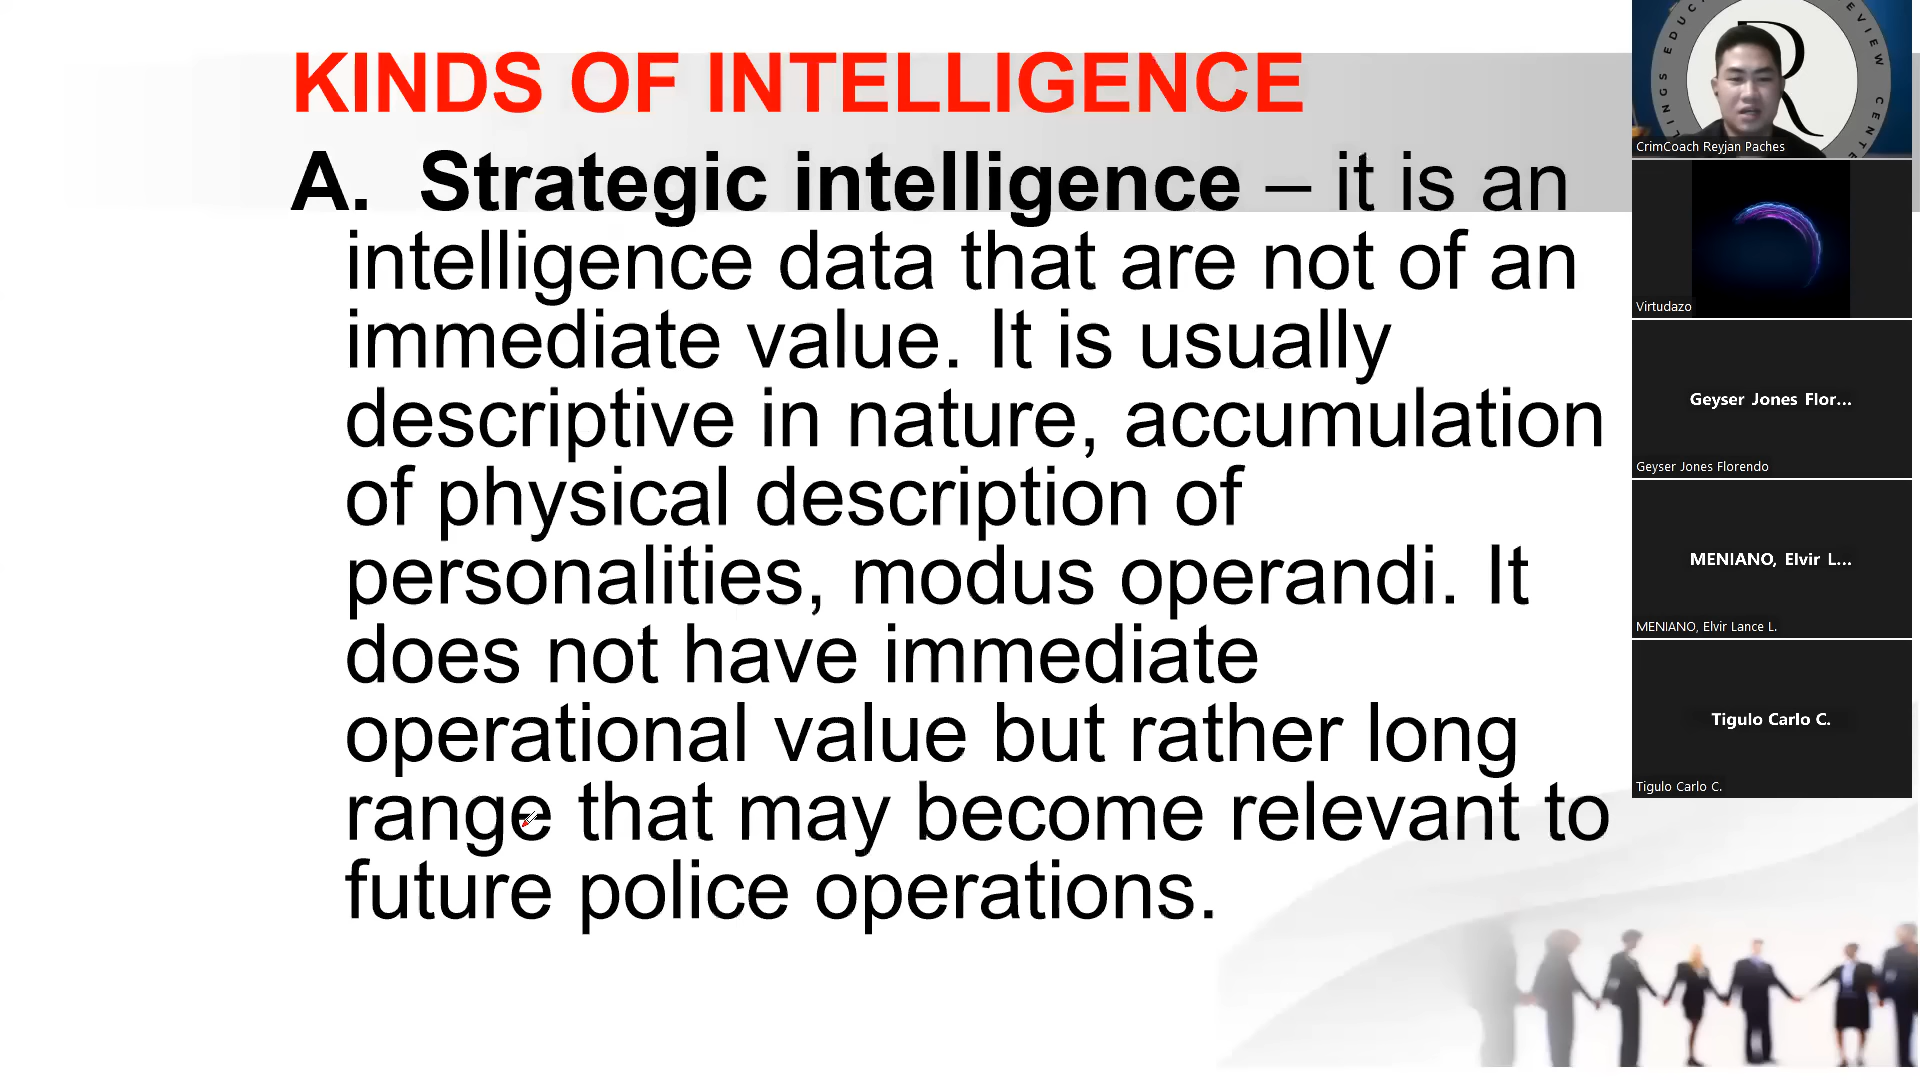 KINDS OF INTELLIGENCE
A. Strategic intelligence – it is an
intelligence data that are not of an
immediate value. It is usually
descriptive in nature, accumulation
of physical description of
personalities, modus operandi. It
does not have immediate
operational value but rather long
range that may become relevant to
future police operations.
R
CrimCoach Reyjan Paches
Virtudazo
Geyser Jones Flor...
Geyser Jones Florendo
MENIANO, Elvir L...
MENIANO, Elvir Lance L.
Tigulo Carlo C.
Tigulo Carlo C.